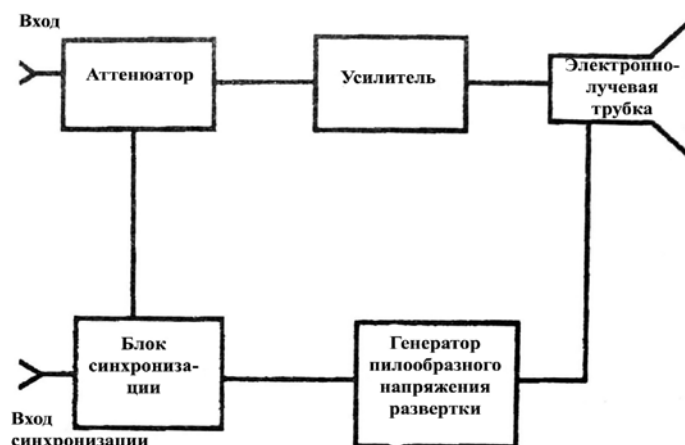 Вход
Аттенюатор
Усилитель
Электронно-
лучевая
трубка
Блок
синхрониза-
ции
Генератор
пилообразного
напряжения
развертки
Вход
синхронизации